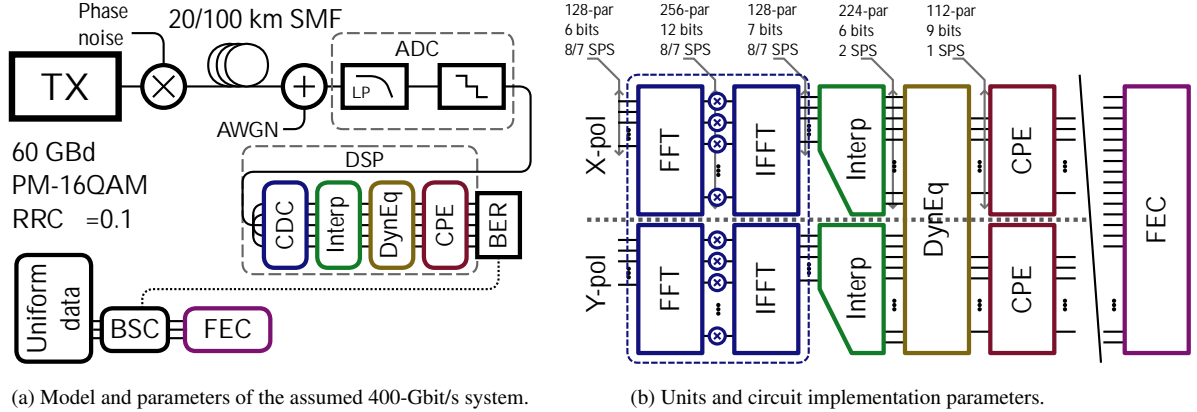 Phase
noise
20/100 km SMF
ADC
TX
LP
AWGN
60 GBd
PM-16QAM
RRC =0.1
DSP
CDC
Interp
DynEq
CPE
BER
Uniform
data
BSC
FEC
(a) Model and parameters of the assumed 400-Gbit/s system.
128-par
6 bits
8/7 SPS
256-par
12 bits
8/7 SPS
128-par
7 bits
8/7 SPS
224-par
6 bits
2 SPS
112-par
9 bits
1 SPS
X-pol
FFT
IFFT
Interp
DynEq
CPE
FEC
Y-pol
FFT
IFFT
Interp
CPE
(b) Units and circuit implementation parameters.